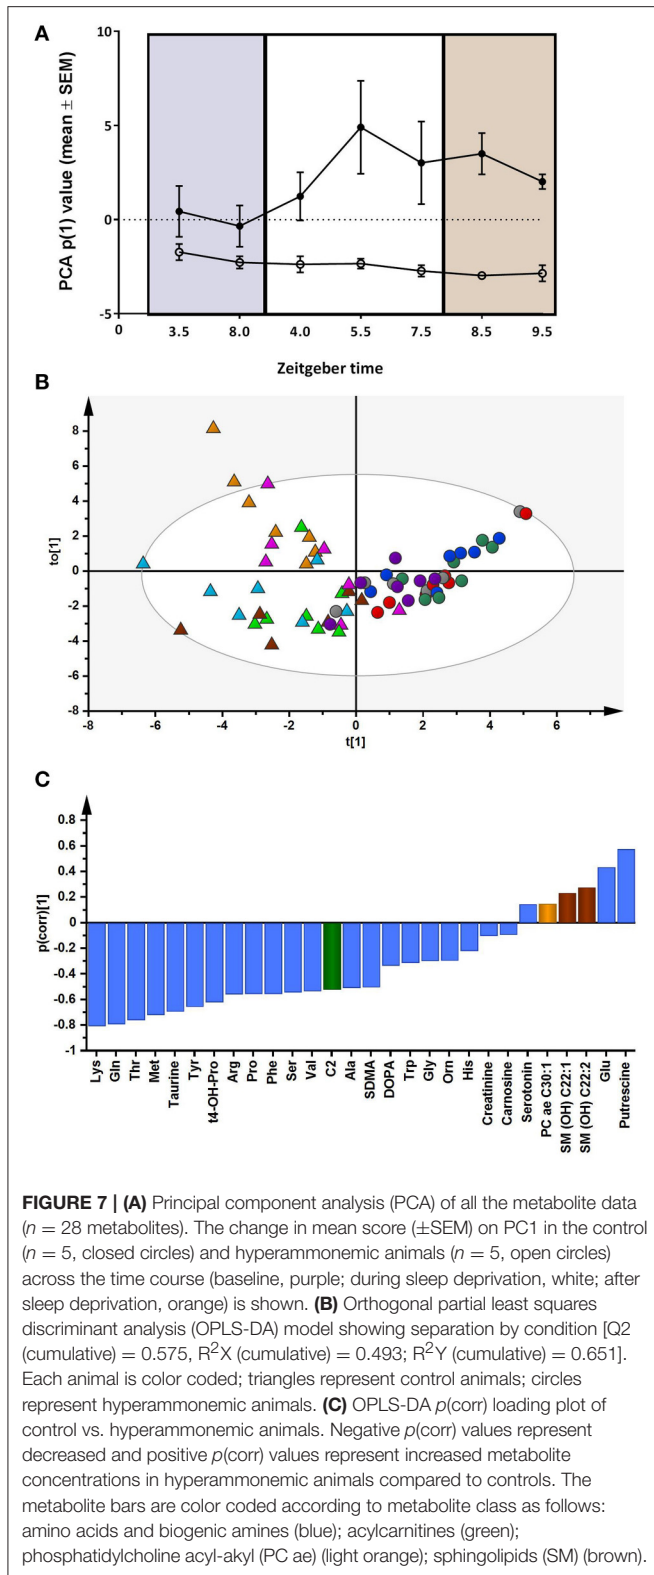 A
PCA p(1) value (mean ± SEM)
10
5
0
-5
0
3.5 8.0 4.0 5.5 7.5 8.5 9.5
Zeitgeber time
B
to[1]
8
6
4
2
0
-2
-4
-6
-8
-8 -6 -4 -2 0 2 4 6
t[1]
C
p(corr)[1]
0.8
0.6
0.4
0.2
0
-0.2
-0.4
-0.6
-0.8
-1
Lys
Gln
Thr
Met
Taurine
Tyr
t4-OH-Pro
Arg
Pro
Phe
Ser
Val
C2
Ala
SDMA
DOPA
Trp
Gly
Orn
His
Creatinine
Carnosine
Serotonin
PC ae C30:1
SM (OH) C22:1
SM (OH) C22:2
Glu
Putrescine
FIGURE 7 | (A) Principal component analysis (PCA) of all the metabolite data
(n = 28 metabolites). The change in mean score (±SEM) on PC1 in the control
(n = 5, closed circles) and hyperammonemic animals (n = 5, open circles)
across the time course (baseline, purple; during sleep deprivation, white; after
sleep deprivation, orange) is shown. (B) Orthogonal partial least squares
discriminant analysis (OPLS-DA) model showing separation by condition [Q2
(cumulative) = 0.575, R²X (cumulative) = 0.493; R²Y (cumulative) = 0.651].
Each animal is color coded; triangles represent control animals; circles
represent hyperammonemic animals. (C) OPLS-DA p(corr) loading plot of
control vs. hyperammonemic animals. Negative p(corr) values represent
decreased and positive p(corr) values represent increased metabolite
concentrations in hyperammonemic animals compared to controls. The
metabolite bars are color coded according to metabolite class as follows:
amino acids and biogenic amines (blue); acylcarnitines (green);
phosphatidylcholine acyl-akyl (PC ae) (light orange); sphingolipids (SM) (brown).